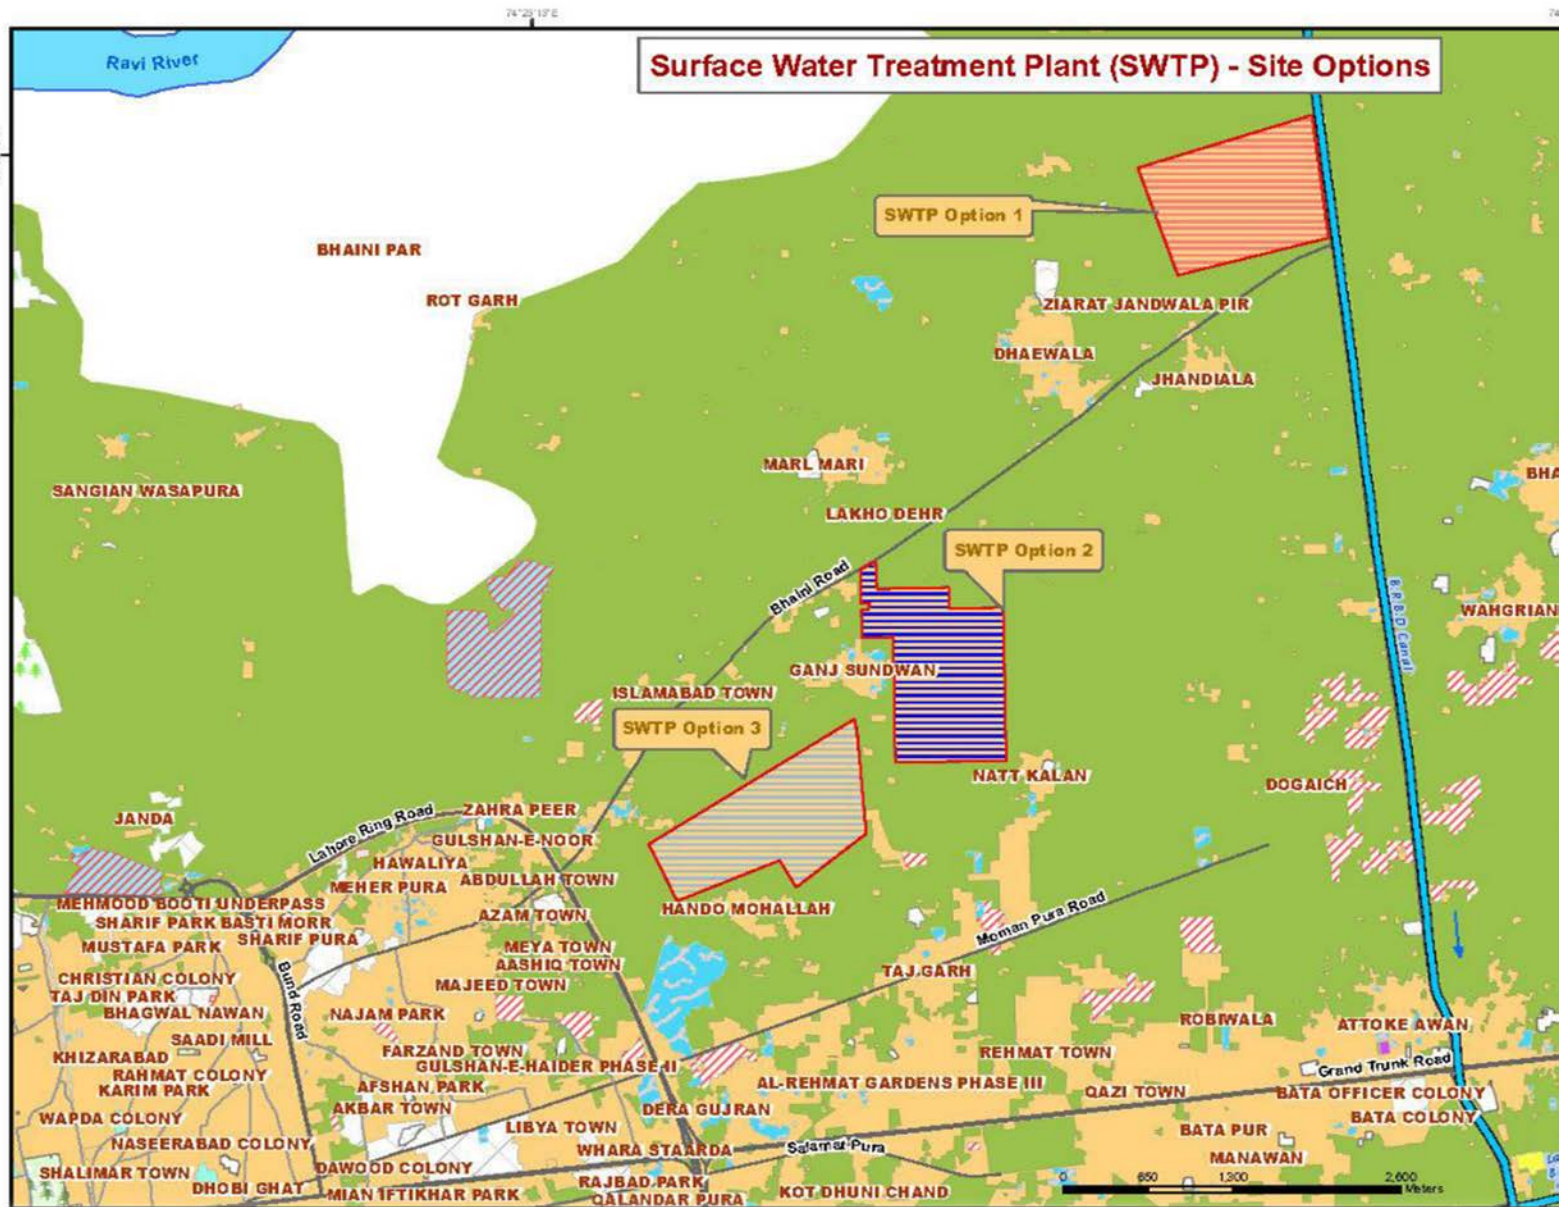 74°25'15"E
Ravi River
Surface Water Treatment Plant (SWTP) - Site Options
SWTP Option 1
BHAINI PAR
ROT GARH
ZIARAT JANDWALA PIR
DHAEWALA
JHANDIALA
MARL MARI
BHA
SANGIAN WASAPURA
LAKHO DEHR
SWTP Option 2
Bhaini Road
B.R.B.D Canal
WAHGRIAN
GANJ SUNDWAN
ISLAMABAD TOWN
SWTP Option 3
NATT KALAN
DOGAICH
JANDA
Lahore Ring Road
ZAHRA PEER
GULSHAN-E-NOOR
HAWALIYA
MEHER PURA
ABDULLAH TOWN
MEHMOOD BOOTI UNDERPASS
HANDO MOHALLAH
AZAM TOWN
SHARIF PARK BASTI MORR
SHARIF PURA
MUSTAFA PARK
Moman Pura Road
MEYA TOWN
AASHIQ TOWN
TAJ GARH
CHRISTIAN COLONY
MAJEED TOWN
TAJ DIN PARK
BHAGWAL NAWAN
Bund Road
NAJAM PARK
ROBIWALA
ATTOKE AWAN
SAADI MILL
KHIZARABAD
FARZAND TOWN
REHMAT TOWN
GULSHAN-E-HAIDER PHASE II
Grand Trunk Road
RAHMAT COLONY
AFSHAN PARK
AL-REHMAT GARDENS PHASE III
KARIM PARK
QAZI TOWN
BATA OFFICER COLONY
AKBAR TOWN
DERA GUJRAN
BATA COLONY
WAPDA COLONY
LIBYA TOWN
BATA PUR
NASEERABAD COLONY
WHARA STAARDA
Salamat Pura
MANAWAN
SHALIMAR TOWN
DAWOOD COLONY
DHOBI GHAT
MIAN IFTIKHAR PARK
RAJBAD PARK
QALANDAR PURA
KOT DHUNI CHAND
0 650 1,300 2,600
Meters